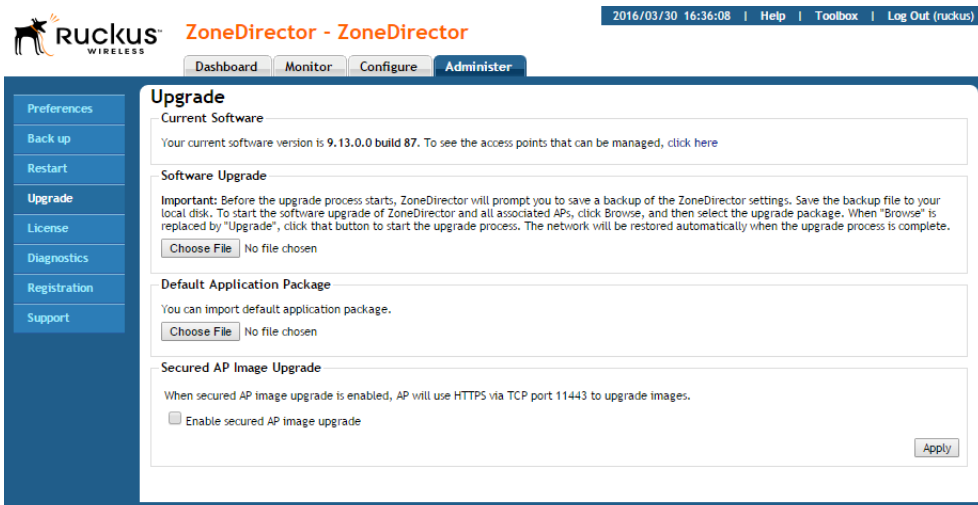 2016/03/30 16:36:08 | Help | Toolbox | Log Out (ruckus)
RUCKUS™
WIRELESS
ZoneDirector - ZoneDirector
Dashboard Monitor Configure Administer
Preferences
Back up
Restart
Upgrade
License
Diagnostics
Registration
Support
Upgrade
Current Software
Your current software version is 9.13.0.0 build 87. To see the access points that can be managed, click here
Software Upgrade
Important: Before the upgrade process starts, ZoneDirector will prompt you to save a backup of the ZoneDirector settings. Save the backup file to your
local disk. To start the software upgrade of ZoneDirector and all associated APs, click Browse, and then select the upgrade package. When "Browse" is
replaced by "Upgrade", click that button to start the upgrade process. The network will be restored automatically when the upgrade process is complete.
Choose File No file chosen
Default Application Package
You can import default application package.
Choose File No file chosen
Secured AP Image Upgrade
When secured AP image upgrade is enabled, AP will use HTTPS via TCP port 11443 to upgrade images.
Enable secured AP image upgrade
Apply